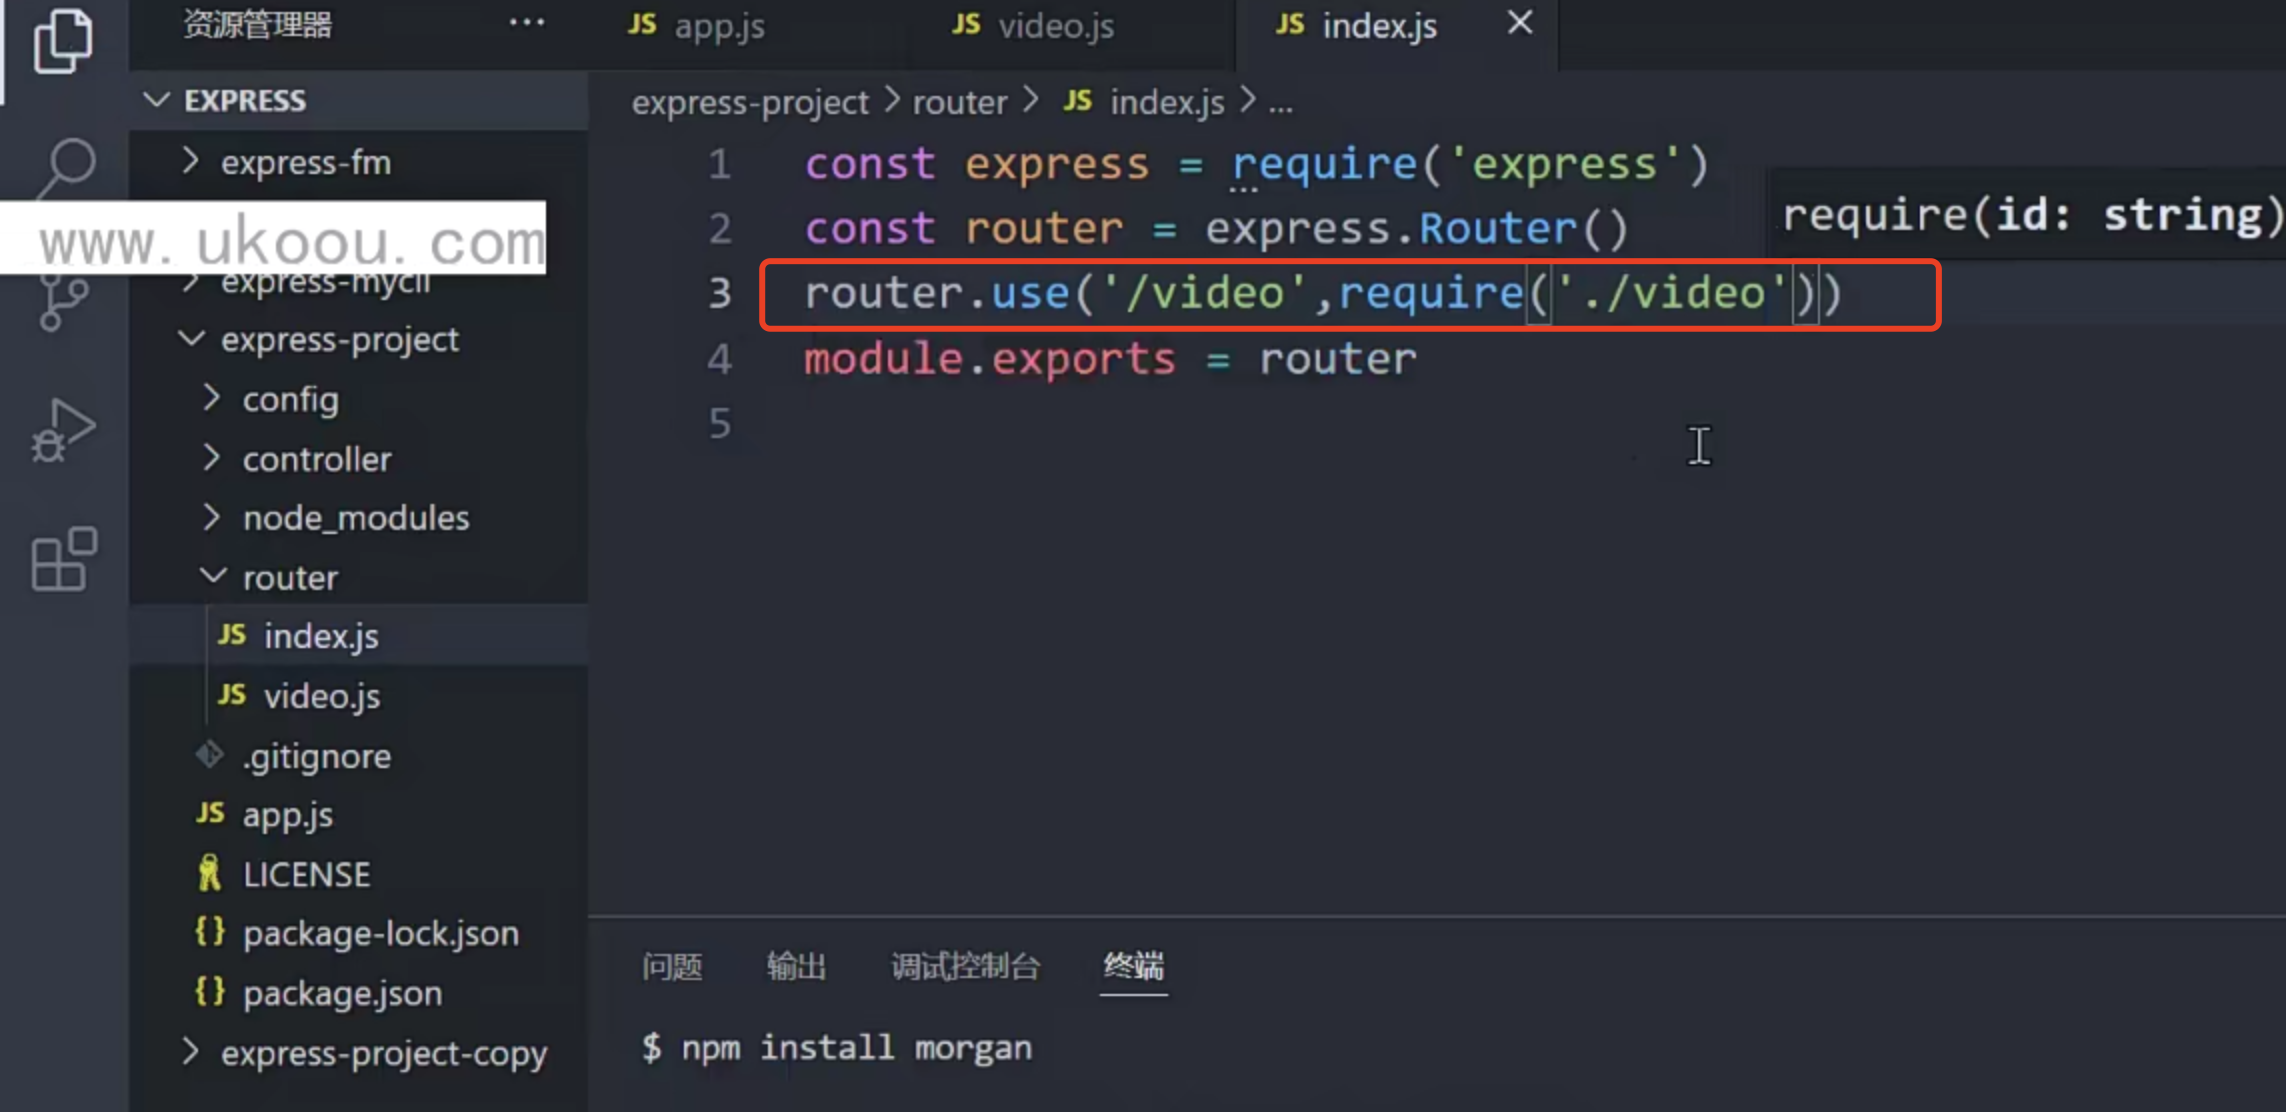 资源管理器 ···
JS app.js
JS video.js
JS index.js
EXPRESS
express-fm
www. ukoou. com
express-mycli
express-project
config
controller
node_modules
router
JS index.js
JS video.js
.gitignore
JS app.js
LICENSE
{} package-lock.json
{} package.json
express-project-copy
express-project > router > JS index.js > ...
1 const express = require('express')
2 const router = express.Router()
3 router.use('/video',require('./video'))
4 module.exports = router
5
require(id: string)
问题 输出 调试控制台 终端
$ npm install morgan